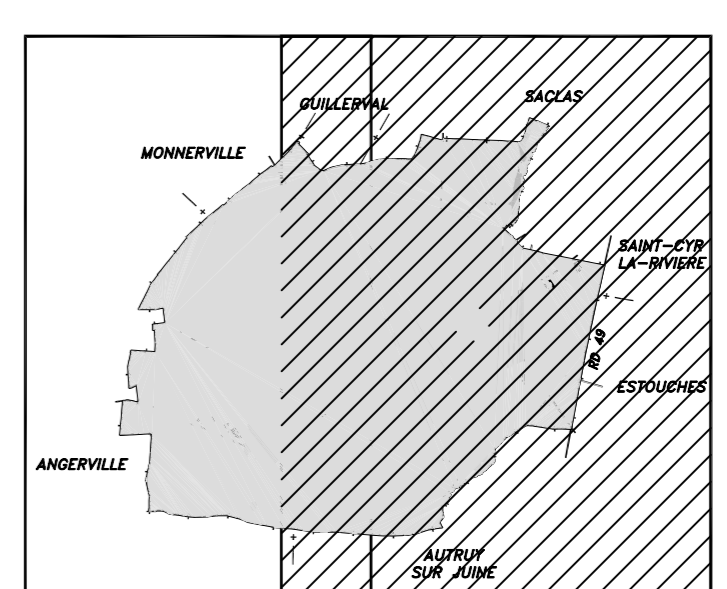 GUILLERVAL
SACLAS
MONNERVILLE
SAINT-CYR
LA-RIVIERE
RD 49
ESTOUCHES
ANGERVILLE
AUTRUY
SUR JUINE